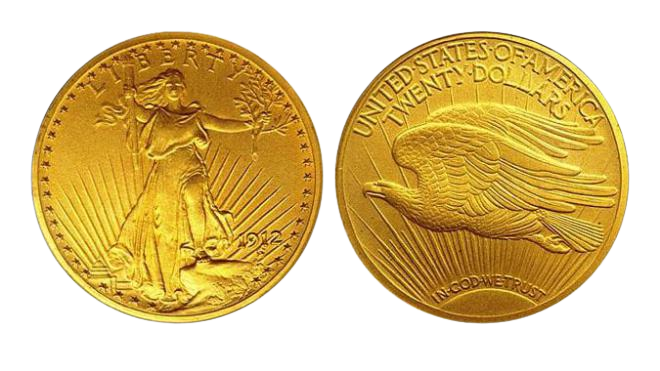 LIBERTY
1912
UNITED·STATES·OF·AMERICA
TWENTY·DOLLARS
IN·GOD·WE·TRUST